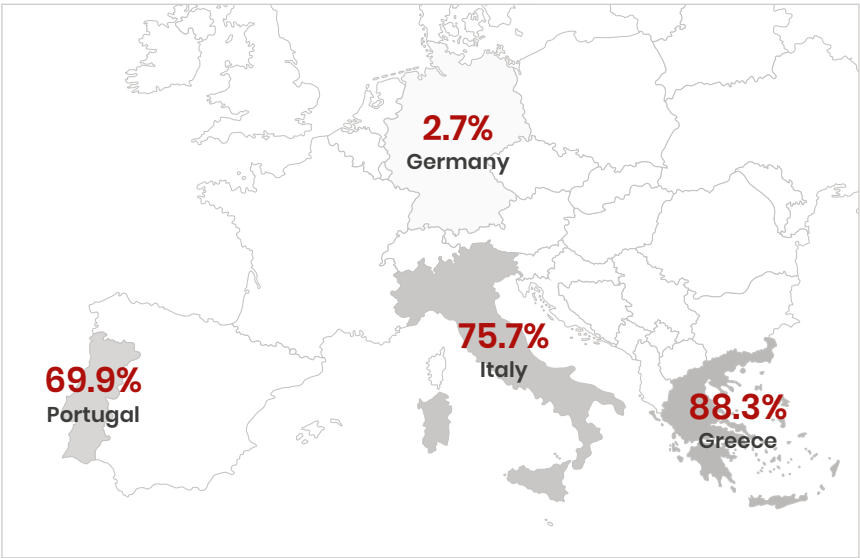 2.7%
Germany
75.7%
Italy
69.9%
Portugal
88.3%
Greece